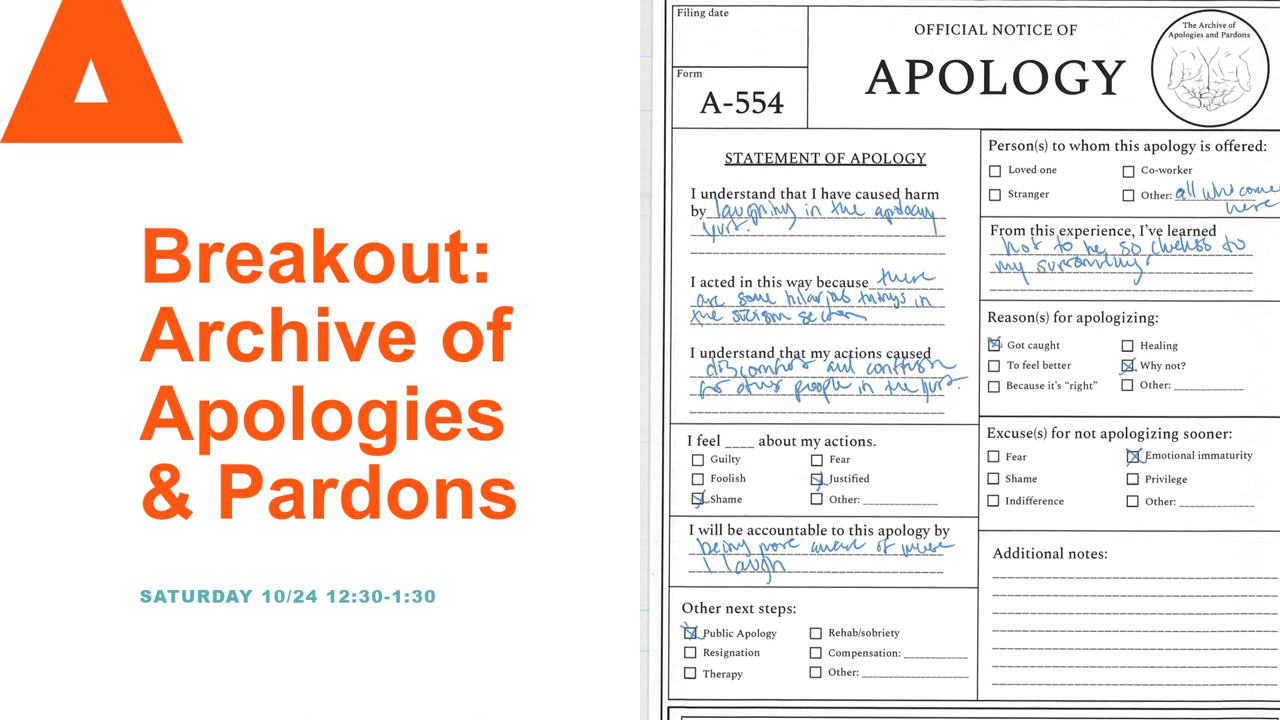 Breakout:
Archive of
Apologies
& Pardons
SATURDAY 10/24 12:30-1:30
Filing date
Form
A-554
OFFICIAL NOTICE OF
APOLOGY
The Archive of
Apologies and Pardons
STATEMENT OF APOLOGY
I understand that I have caused harm
by laughing in the apology
I acted in this way because there
are some hilarious things in
the section
I understand that my actions caused
discomfort and confusion
for other people in the
I feel ____ about my actions.
Guilty
Fear
Foolish
Justified
Shame
Other:
I will be accountable to this apology by
being more aware of where
I laugh
Other next steps:
Public Apology
Rehab/sobriety
Resignation
Compensation:
Therapy
Other:
Person(s) to whom this apology is offered:
Loved one
Co-worker
Stranger
Other: all who come
here
From this experience, I've learned
not to be so clueless to
my surroundings
Reason(s) for apologizing:
Got caught
Healing
To feel better
Why not?
Because it's "right"
Other:
Excuse(s) for not apologizing sooner:
Fear
Emotional immaturity
Shame
Privilege
Indifference
Other:
Additional notes: